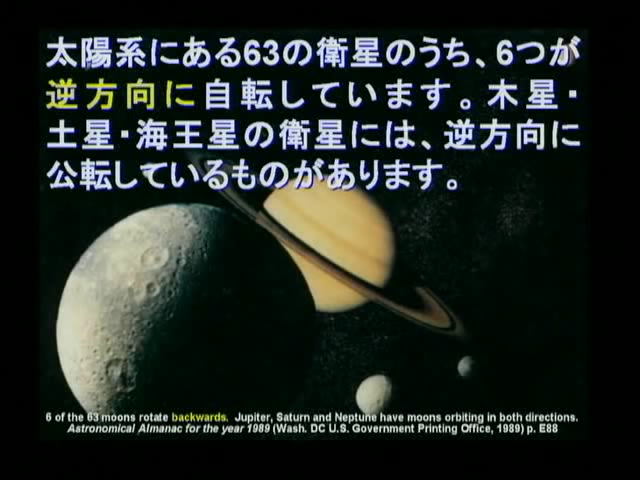 太陽系にある63の衛星のうち、6つが
逆方向に自転しています。木星・
土星・海王星の衛星には、逆方向に
公転しているものがあります。
6 of the 63 moons rotate backwards. Jupiter, Saturn and Neptune have moons orbiting in both directions.
Astronomical Almanac for the year 1989 (Wash. DC U.S. Government Printing Office, 1989) p. E88